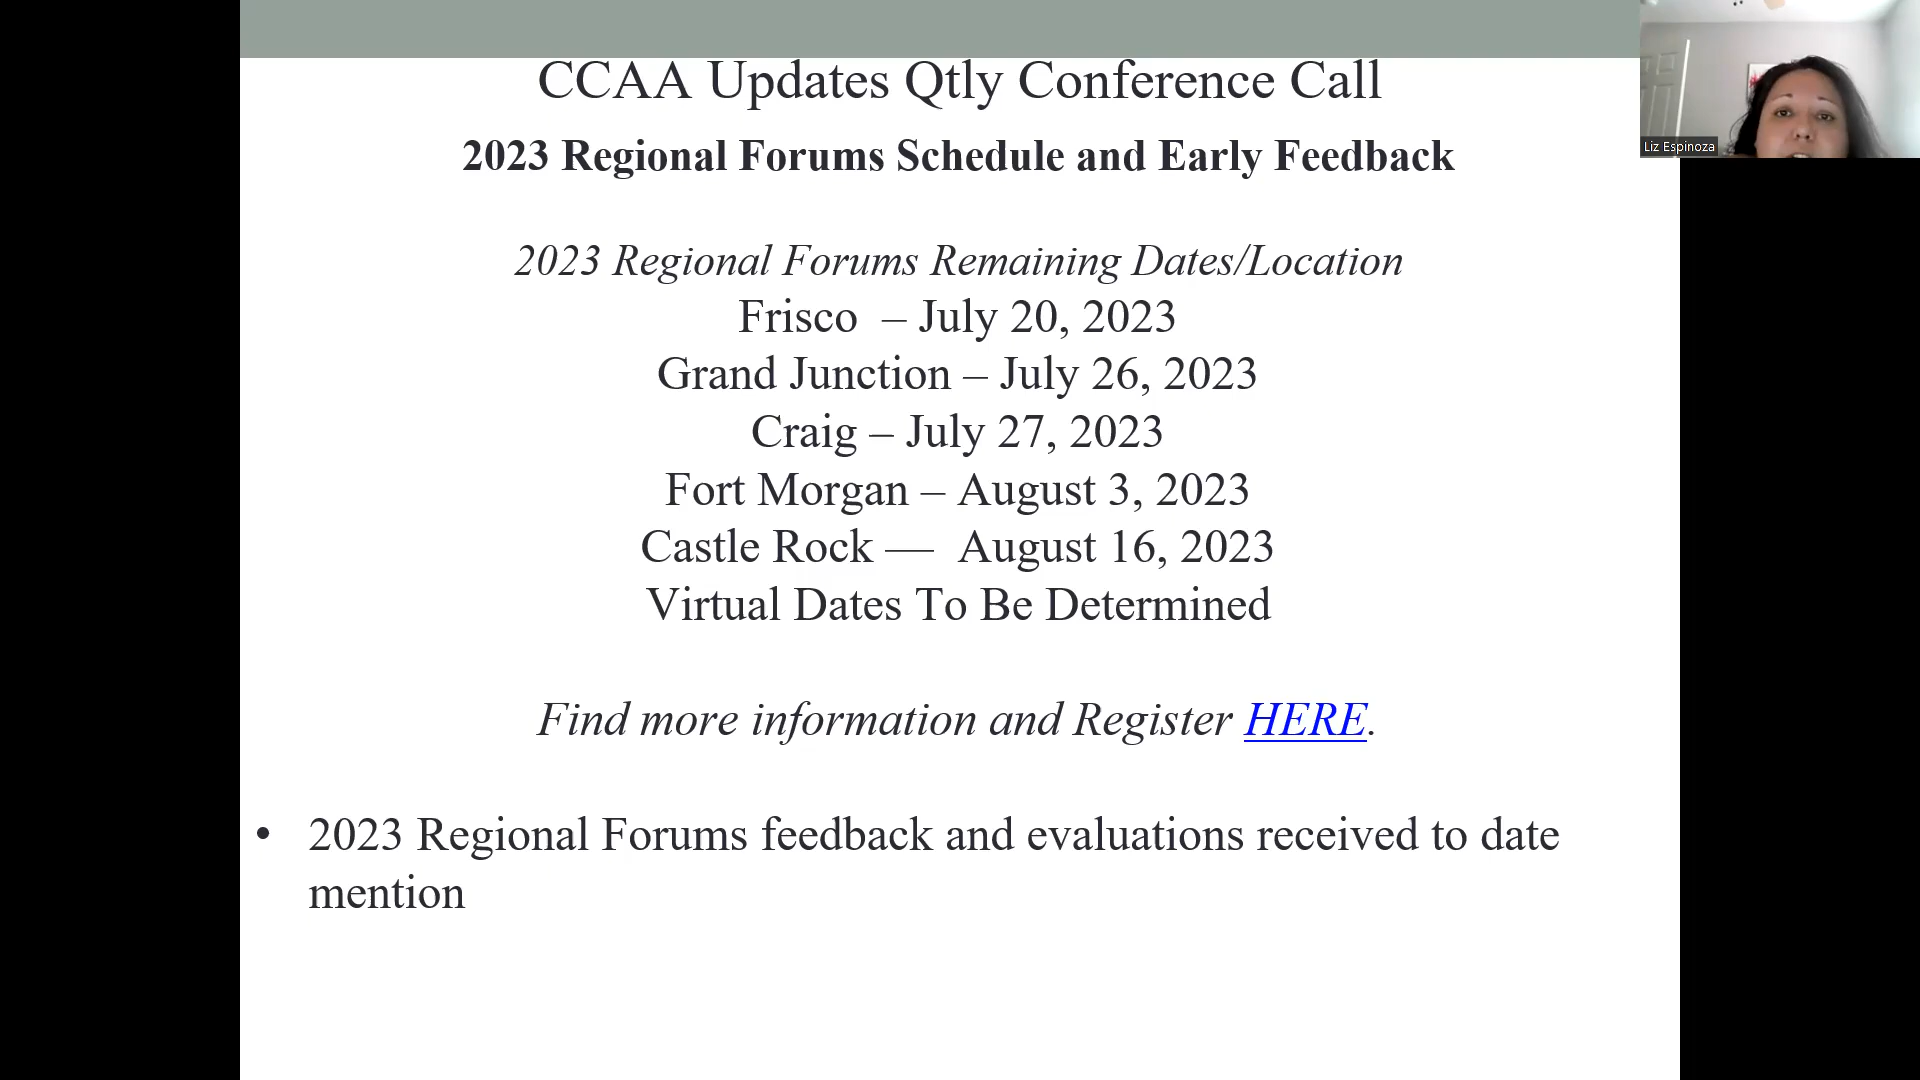 CCAA Updates Qtly Conference Call
Liz Espinoza
2023 Regional Forums Schedule and Early Feedback
2023 Regional Forums Remaining Dates/Location
Frisco – July 20, 2023
Grand Junction – July 26, 2023
Craig – July 27, 2023
Fort Morgan – August 3, 2023
Castle Rock — August 16, 2023
Virtual Dates To Be Determined
Find more information and Register HERE.
• 2023 Regional Forums feedback and evaluations received to date
mention